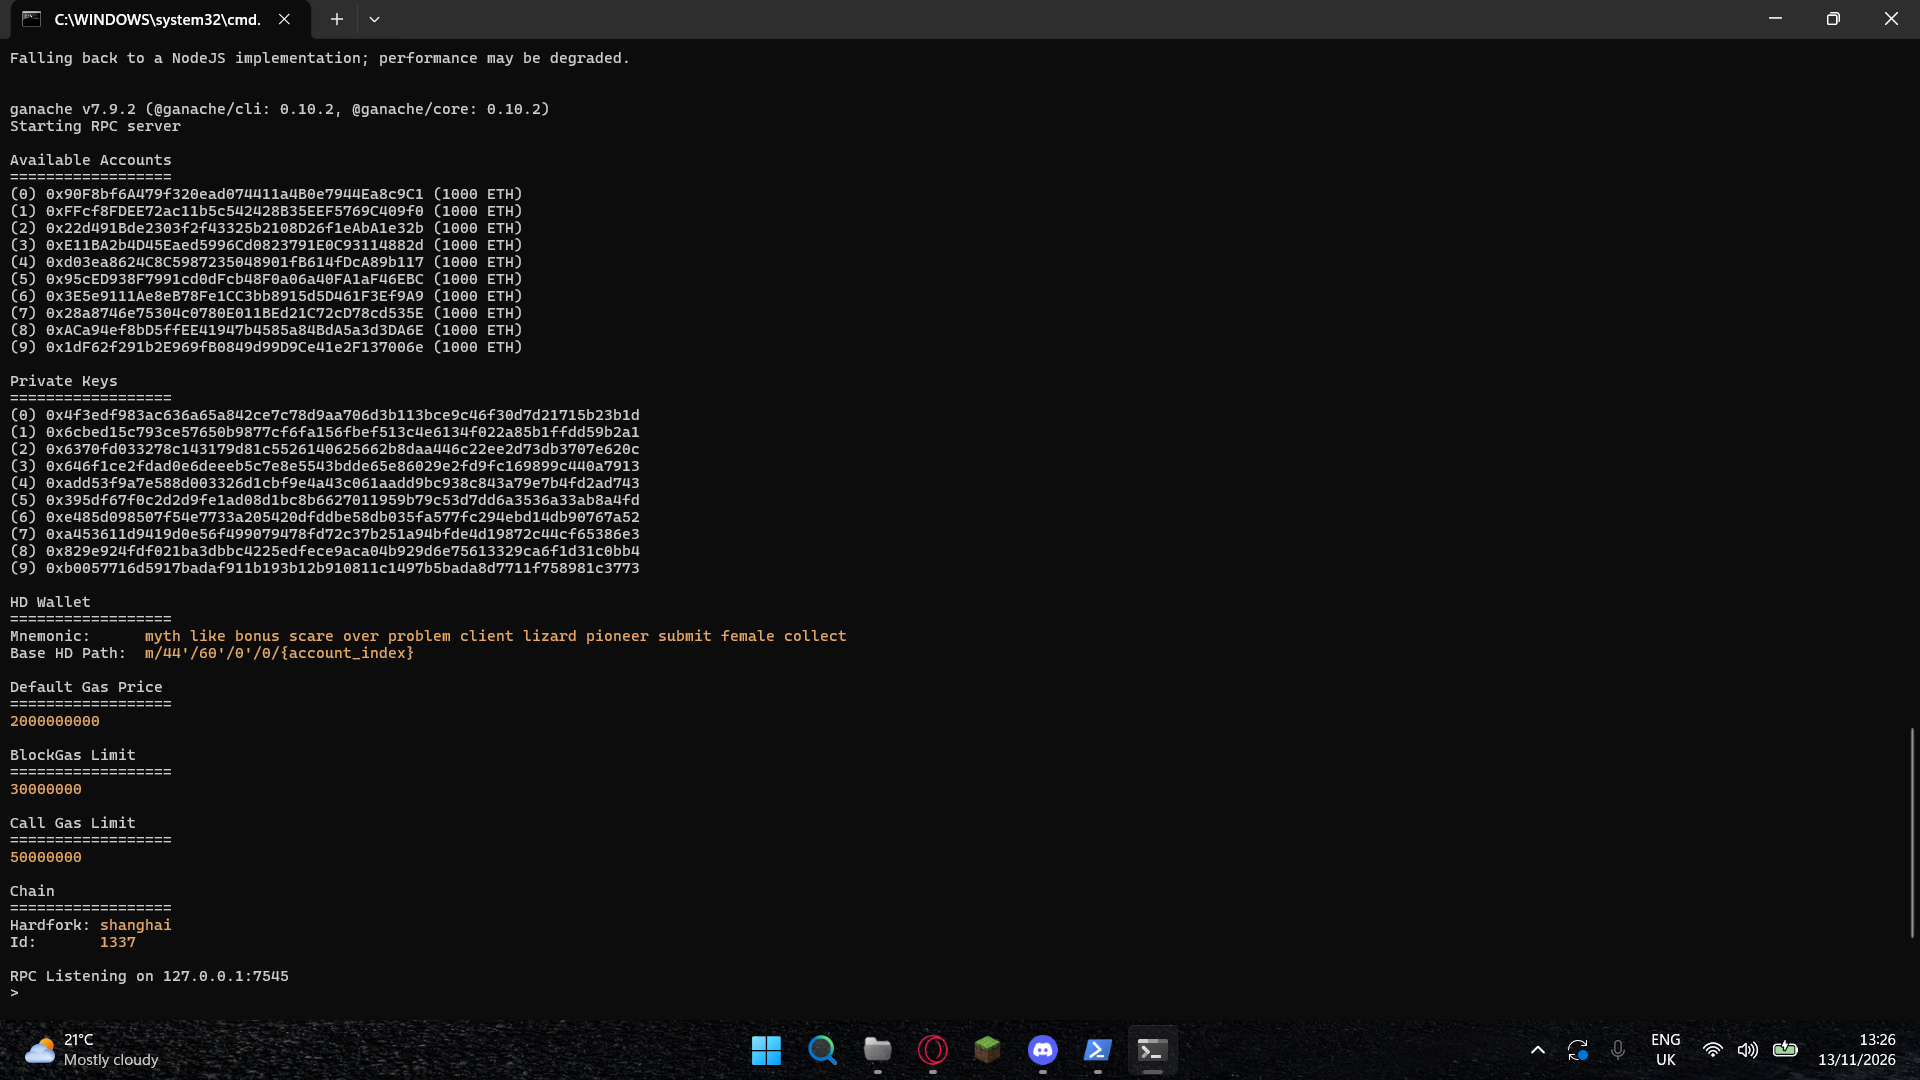 C:\WINDOWS\system32\cmd.
Falling back to a NodeJS implementation; performance may be degraded.
ganache v7.9.2 (@ganache/cli: 0.10.2, @ganache/core: 0.10.2)
Starting RPC server
Available Accounts
==================
(0) 0x90F8bf6A479f320ead074411a4B0e7944Ea8c9C1 (1000 ETH)
(1) 0xFFcf8FDEE72ac11b5c542428B35EEF5769C409f0 (1000 ETH)
(2) 0x22d491Bde2303f2f43325b2108D26f1eAbA1e32b (1000 ETH)
(3) 0xE11BA2b4D45Eaed5996Cd0823791E0C93114882d (1000 ETH)
(4) 0xd03ea8624C8C5987235048901fB614fDcA89b117 (1000 ETH)
(5) 0x95cED938F7991cd0dFcb48F0a06a40FA1aF46EBC (1000 ETH)
(6) 0x3E5e9111Ae8eB78Fe1CC3bb8915d5D461F3Ef9A9 (1000 ETH)
(7) 0x28a8746e75304c0780E011BEd21C72cD78cd535E (1000 ETH)
(8) 0xACa94ef8bD5ffEE41947b4585a84BdA5a3d3DA6E (1000 ETH)
(9) 0x1dF62f291b2E969fB0849d99D9Ce41e2F137006e (1000 ETH)
Private Keys
==================
(0) 0x4f3edf983ac636a65a842ce7c78d9aa706d3b113bce9c46f30d7d21715b23b1d
(1) 0x6cbed15c793ce57650b9877cf6fa156fbef513c4e6134f022a85b1ffdd59b2a1
(2) 0x6370fd033278c143179d81c5526140625662b8daa446c22ee2d73db3707e620c
(3) 0x646f1ce2fdad0e6deeeb5c7e8e5543bdde65e86029e2fd9fc169899c440a7913
(4) 0xadd53f9a7e588d003326d1cbf9e4a43c061aadd9bc938c843a79e7b4fd2ad743
(5) 0x395df67f0c2d2d9fe1ad08d1bc8b6627011959b79c53d7dd6a3536a33ab8a4fd
(6) 0xe485d098507f54e7733a205420dfddbe58db035fa577fc294ebd14db90767a52
(7) 0xa453611d9419d0e56f499079478fd72c37b251a94bfde4d19872c44cf65386e3
(8) 0x829e924fdf021ba3dbbc4225edfece9aca04b929d6e75613329ca6f1d31c0bb4
(9) 0xb0057716d5917badaf911b193b12b910811c1497b5bada8d7711f758981c3773
HD Wallet
==================
Mnemonic:      myth like bonus scare over problem client lizard pioneer submit female collect
Base HD Path:  m/44'/60'/0'/0/{account_index}
Default Gas Price
==================
2000000000
BlockGas Limit
==================
30000000
Call Gas Limit
==================
50000000
Chain
==================
Hardfork: shanghai
Id:       1337
RPC Listening on 127.0.0.1:7545
>
21°C
Mostly cloudy
ENG
UK
13:26
13/11/2026